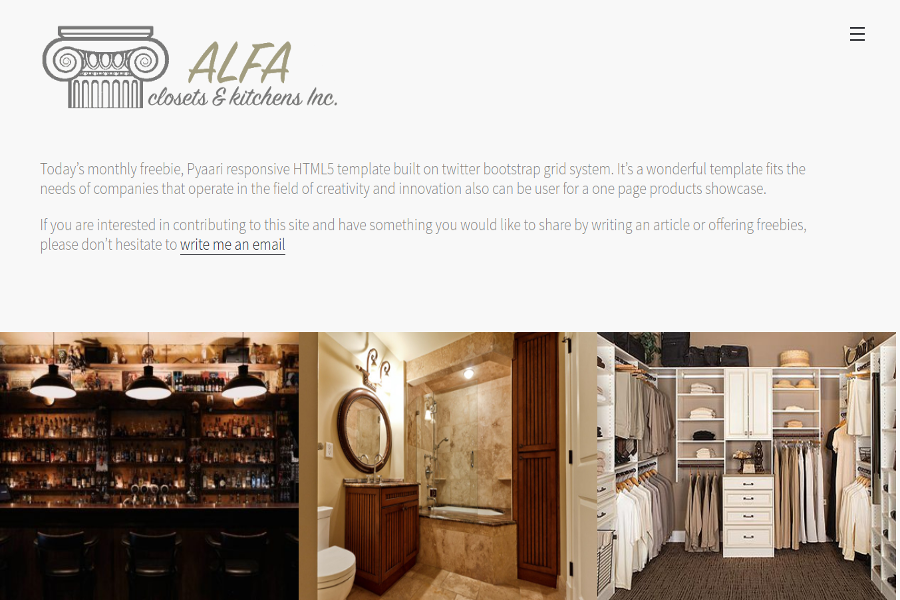 ALFA
closets & kitchens Inc.
Today's monthly freebie, Pyaari responsive HTML5 template built on twitter bootstrap grid system. It's a wonderful template fits the
needs of companies that operate in the field of creativity and innovation also can be user for a one page products showcase.
If you are interested in contributing to this site and have something you would like to share by writing an article or offering freebies,
please don't hesitate to write me an email